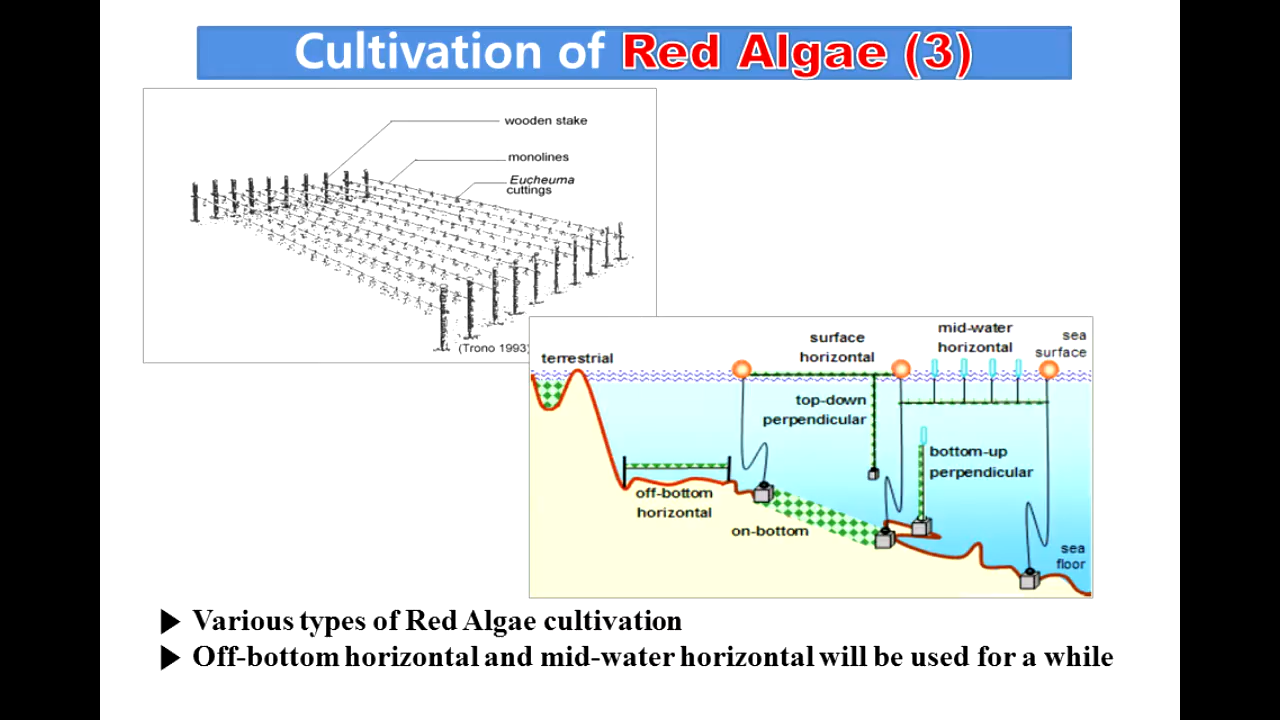 Cultivation of Red Algae (3)
wooden stake
monolines
Eucheuma
cuttings
(Trono 1993)
terrestrial
surface
horizontal
mid-water
horizontal
sea
surface
top-down
perpendicular
bottom-up
perpendicular
off-bottom
horizontal
on-bottom
sea
floor
▶ Various types of Red Algae cultivation
▶ Off-bottom horizontal and mid-water horizontal will be used for a while